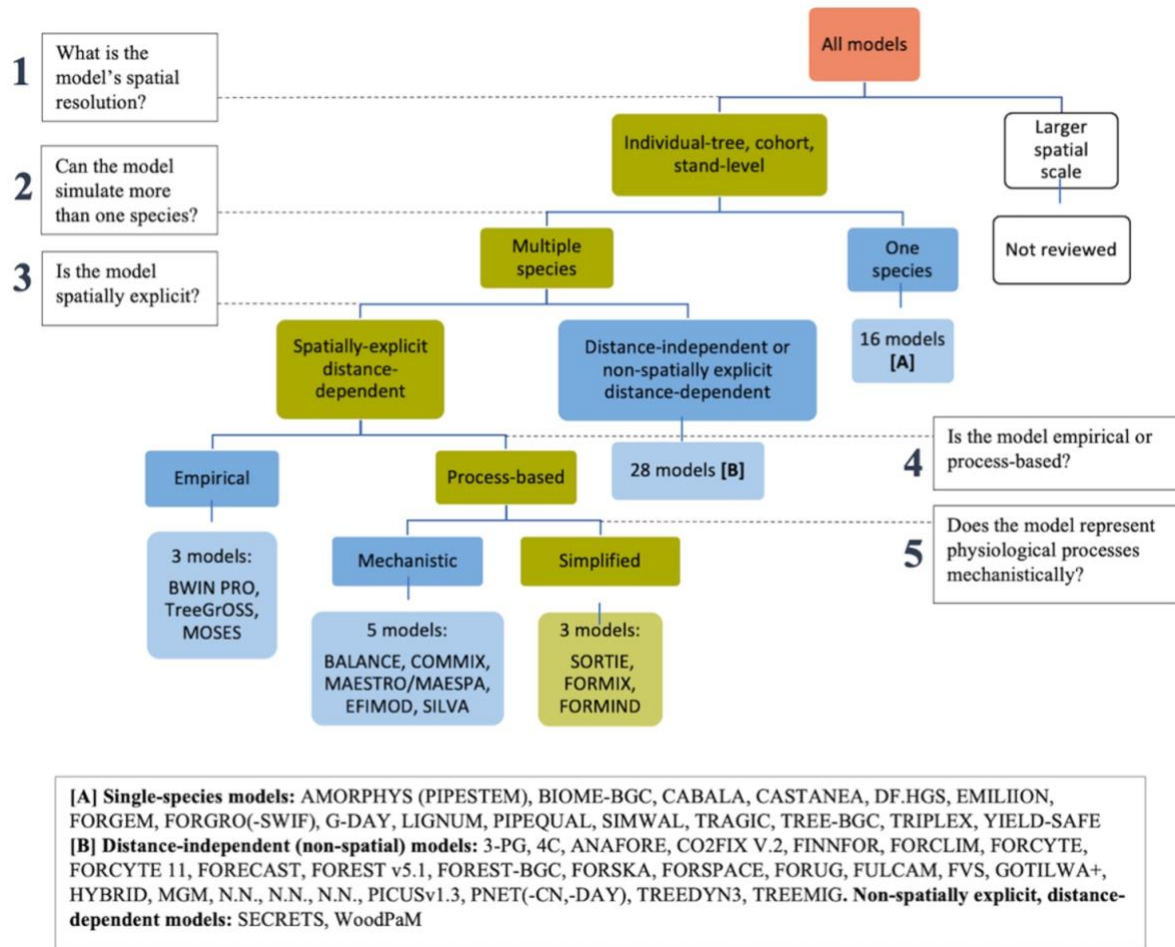 All models
1
What is the
model's spatial
resolution?
Individual-tree, cohort,
stand-level
Larger
spatial
scale
2
Can the model
simulate more
than one species?
Multiple
species
One
species
Not reviewed
3
Is the model
spatially explicit?
Spatially-explicit
distance-
dependent
Distance-independent or
non-spatially explicit
distance-dependent
16 models
[A]
4
Is the model empirical or
process-based?
Empirical
Process-based
28 models [B]
5
Does the model represent
physiological processes
mechanistically?
Mechanistic
Simplified
3 models:
BWIN PRO,
TreeGrOSS,
MOSES
5 models:
BALANCE, COMMIX,
MAESTRO/MAESPA,
EFIMOD, SILVA
3 models:
SORTIE,
FORMIX,
FORMIND
[A] Single-species models: AMORPHYS (PIPESTEM), BIOME-BGC, CABALA, CASTANEA, DF.HGS, EMILIION,
FORGEM, FORGRO(-SWIF), G-DAY, LIGNUM, PIPEQUAL, SIMWAL, TRAGIC, TREE-BGC, TRIPLEX, YIELD-SAFE
[B] Distance-independent (non-spatial) models: 3-PG, 4C, ANAFORE, CO2FIX V.2, FINNFOR, FORCLIM, FORCYTE,
FORCYTE 11, FORECAST, FOREST v5.1, FOREST-BGC, FORSKA, FORSPACE, FORUG, FULCAM, FVS, GOTILWA+,
HYBRID, MGM, N.N., N.N., N.N., PICUSv1.3, PNET(-CN,-DAY), TREEDYN3, TREEMIG. Non-spatially explicit, distance-
dependent models: SECRETS, WoodPaM